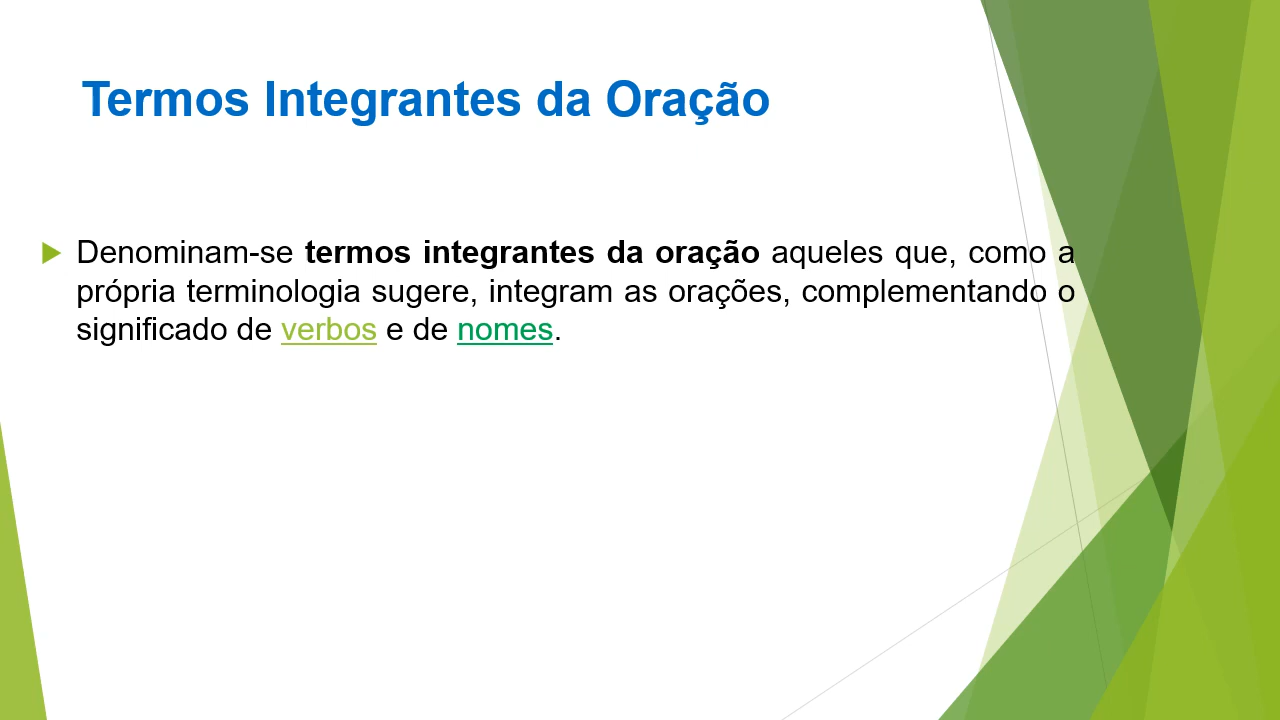 Termos Integrantes da Oração
Denominam-se termos integrantes da oração aqueles que, como a
própria terminologia sugere, integram as orações, complementando o
significado de verbos e de nomes.